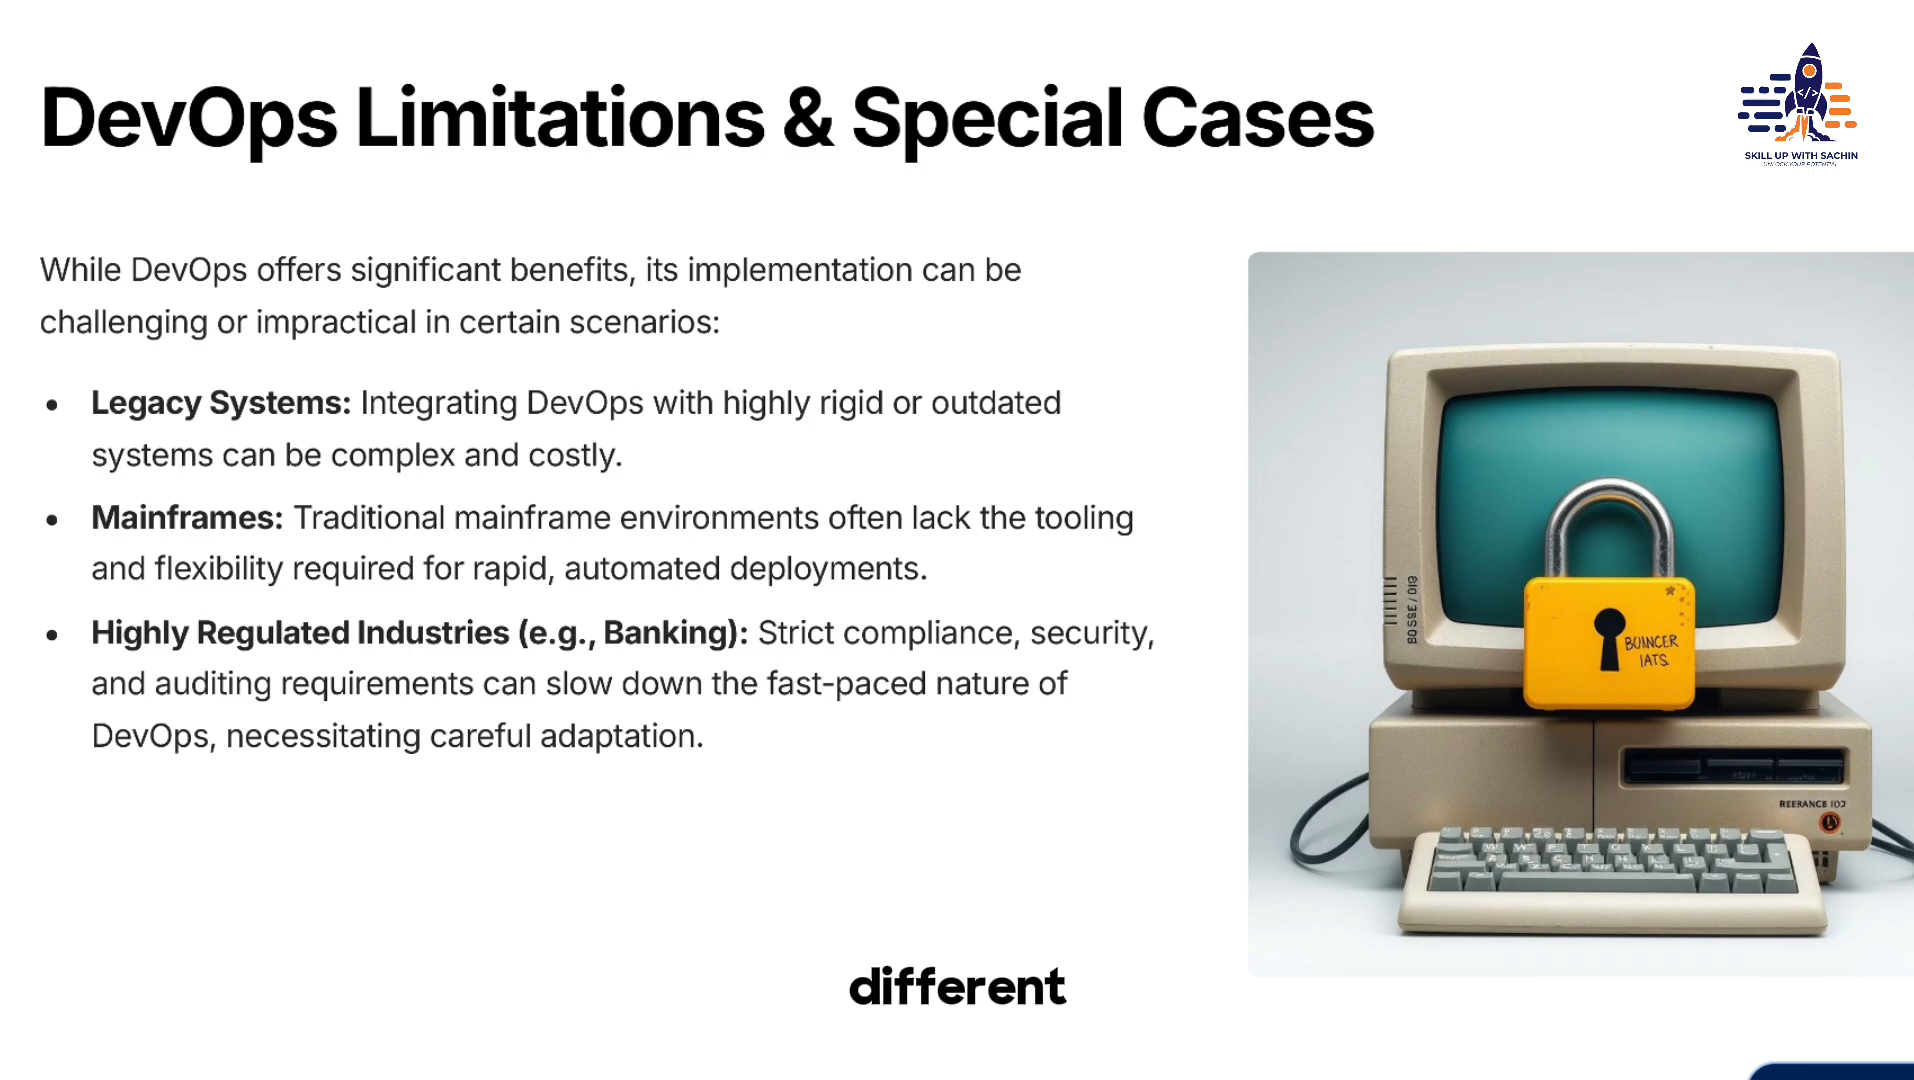 DevOps Limitations & Special Cases
SKILL UP WITH SACHIN
UNLOCK YOUR POTENTIAL
While DevOps offers significant benefits, its implementation can be
challenging or impractical in certain scenarios:
• Legacy Systems: Integrating DevOps with highly rigid or outdated
systems can be complex and costly.
• Mainframes: Traditional mainframe environments often lack the tooling
and flexibility required for rapid, automated deployments.
• Highly Regulated Industries (e.g., Banking): Strict compliance, security,
and auditing requirements can slow down the fast-paced nature of
DevOps, necessitating careful adaptation.
BUINCER
IATS
different